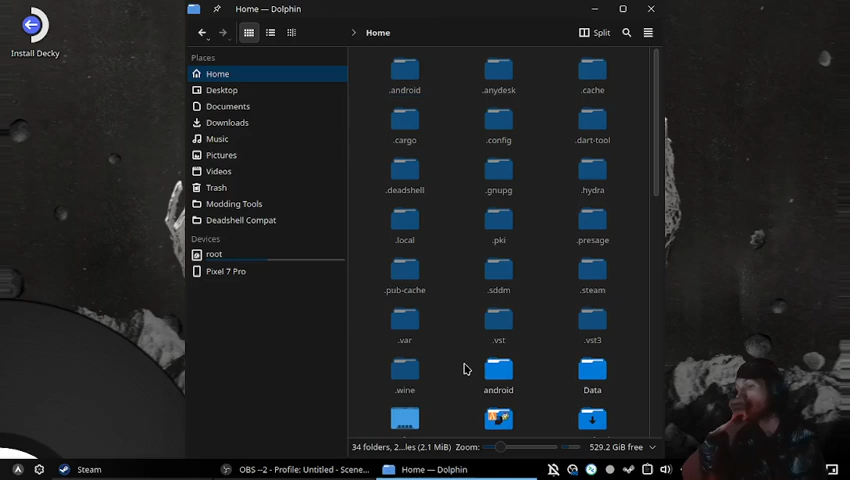 Home — Dolphin
Install Decky
Split
Home
Places
Home
Desktop
Documents
Downloads
Music
Pictures
Videos
Trash
Modding Tools
Deadshell Compat
Devices
root
Pixel 7 Pro
.android
.anydesk
.cache
.cargo
.config
.dart-tool
.deadshell
.gnupg
.hydra
.local
.pki
.presage
.pub-cache
.sddm
.steam
.var
.vst
.vst3
.wine
android
Data
34 folders, 2...les (2.1 MiB)
Zoom:
529.2 GiB free
Steam
OBS --2 - Profile: Untitled - Scene...
Home — Dolphin